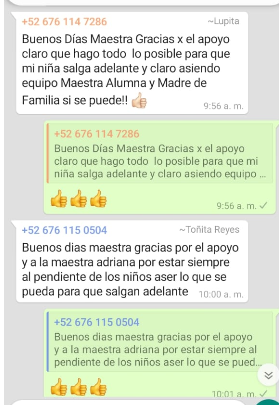 +52 676 114 7286 ~Lupita
Buenos Días Maestra Gracias x el apoyo
claro que hago todo lo posible para que
mi niña salga adelante y claro asiendo
equipo Maestra Alumna y Madre de
Familia si se puede!! 👍🏻
9:56 a. m.
+52 676 114 7286
Buenos Días Maestra Gracias x el apoyo
claro que hago todo lo posible para que mi
niña salga adelante y claro asiendo equipo ...
👍👍👍
9:56 a. m. ✓
+52 676 115 0504 ~Toñita Reyes
Buenos dias maestra gracias por el apoyo
y a la maestra adriana por estar siempre
al pendiente de los niños aser lo que se
pueda para que salgan adelante 10:00 a. m.
+52 676 115 0504
Buenos dias maestra gracias por el apoyo
y a la maestra adriana por estar siempre al
pendiente de los niños aser lo que se pued...
👍👍👍
10:01 a. m. ✓